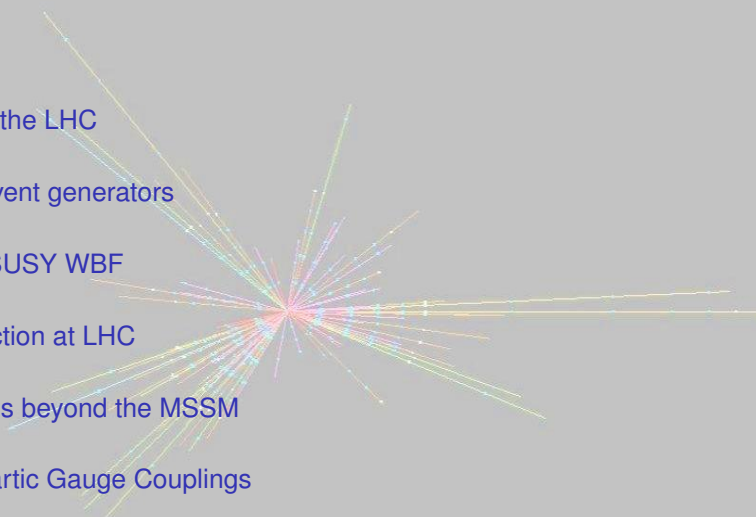 the LHC
vent generators
SUSY WBF
ction at LHC
s beyond the MSSM
artic Gauge Couplings